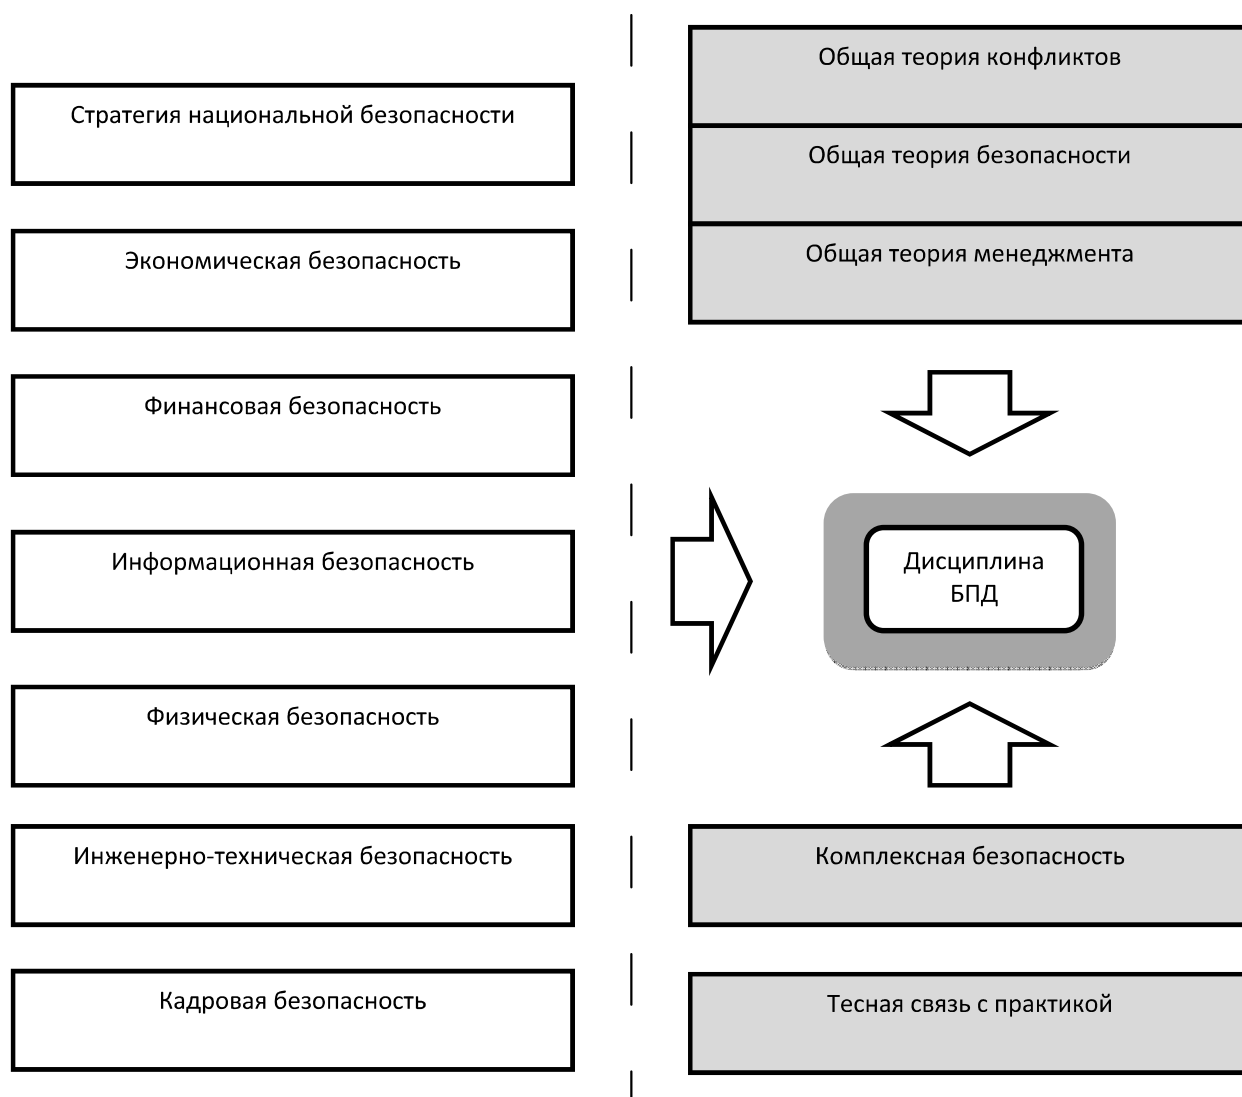 Стратегия национальной безопасности
Экономическая безопасность
Финансовая безопасность
Информационная безопасность
Физическая безопасность
Инженерно-техническая безопасность
Кадровая безопасность
Общая теория конфликтов
Общая теория безопасности
Общая теория менеджмента
Дисциплина
БПД
Комплексная безопасность
Тесная связь с практикой